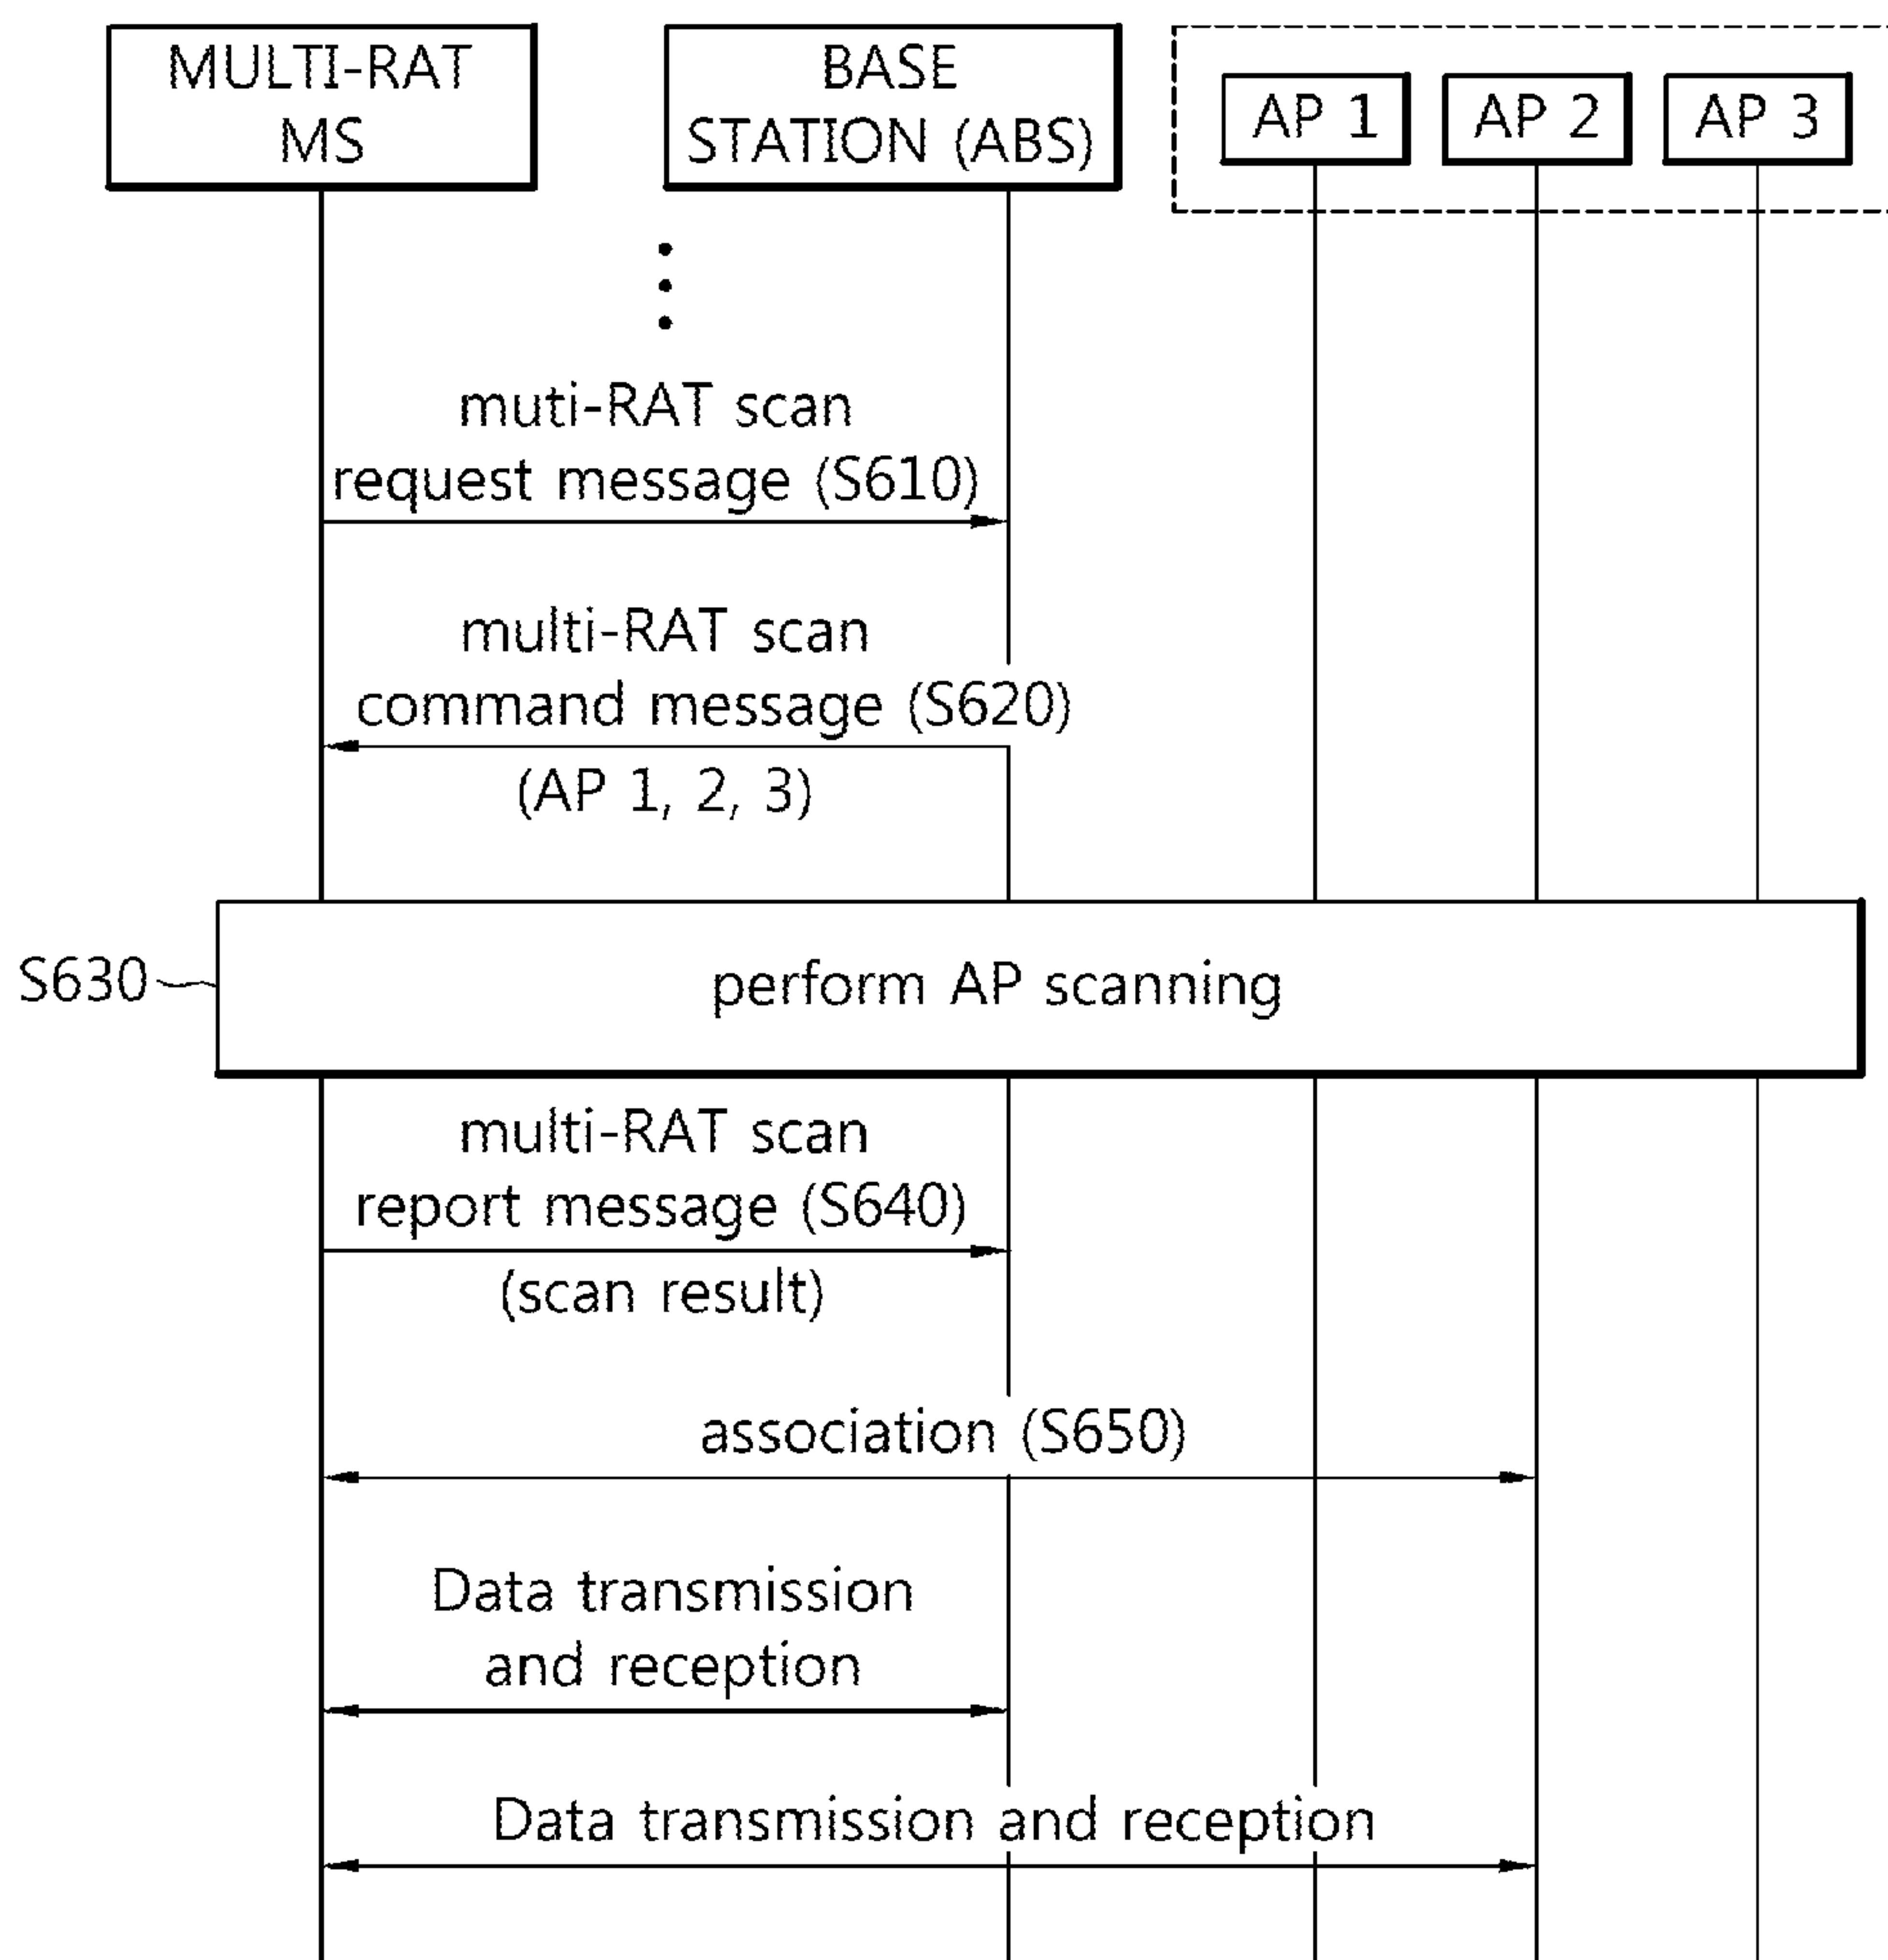 MULTI-RAT
MS
BASE
STATION (ABS)
AP 1
AP 2
AP 3
muti-RAT scan
request message (S610)
multi-RAT scan
command message (S620)
(AP 1, 2, 3)
S630
perform AP scanning
multi-RAT scan
report message (S640)
(scan result)
association (S650)
Data transmission
and reception
Data transmission and reception